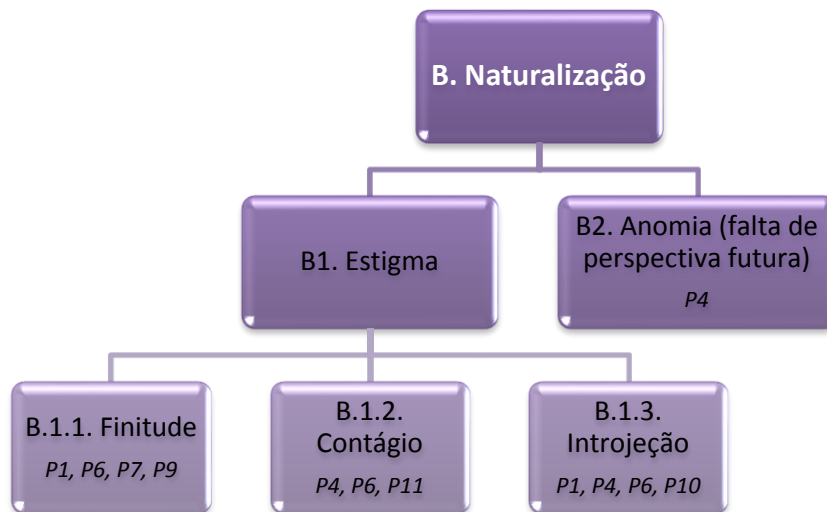 B. Naturalização
B1. Estigma
B2. Anomia (falta de
perspectiva futura)
P4
B.1.1. Finitude
P1, P6, P7, P9
B.1.2.
Contágio
P4, P6, P11
B.1.3.
Introjeção
P1, P4, P6, P10